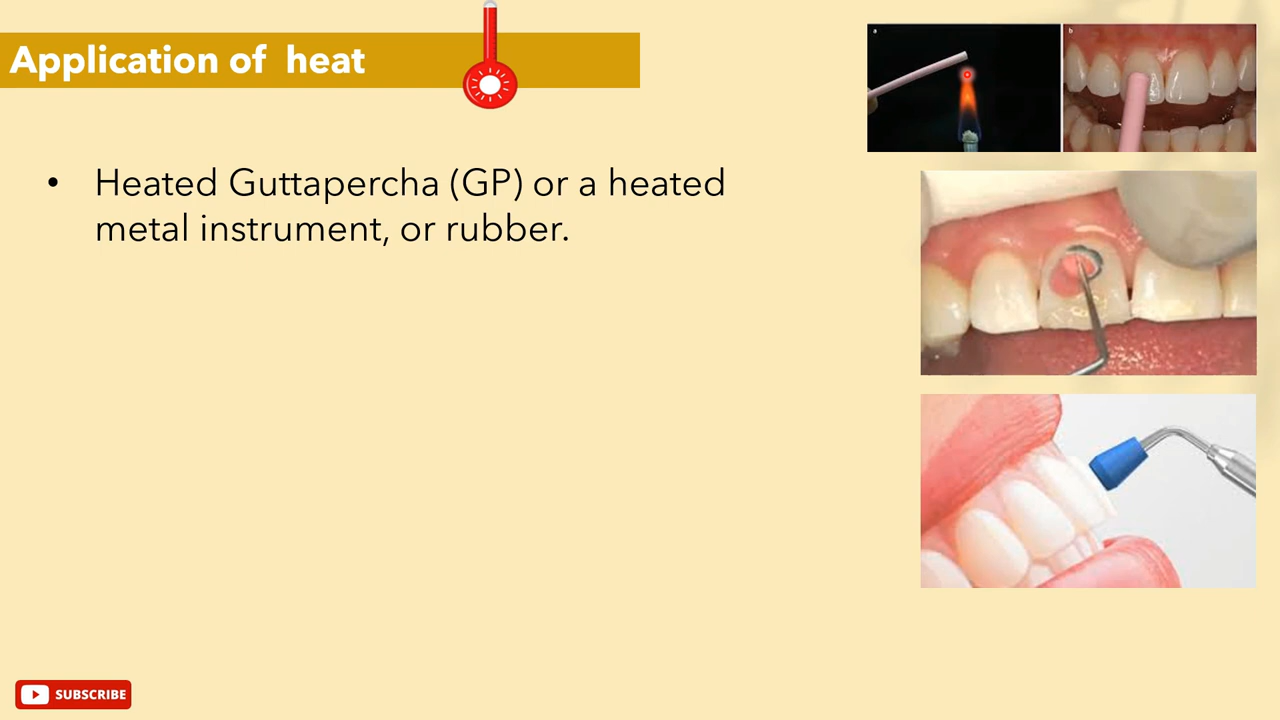 Application of heat
a
b
• Heated Guttapercha (GP) or a heated
metal instrument, or rubber.
SUBSCRIBE